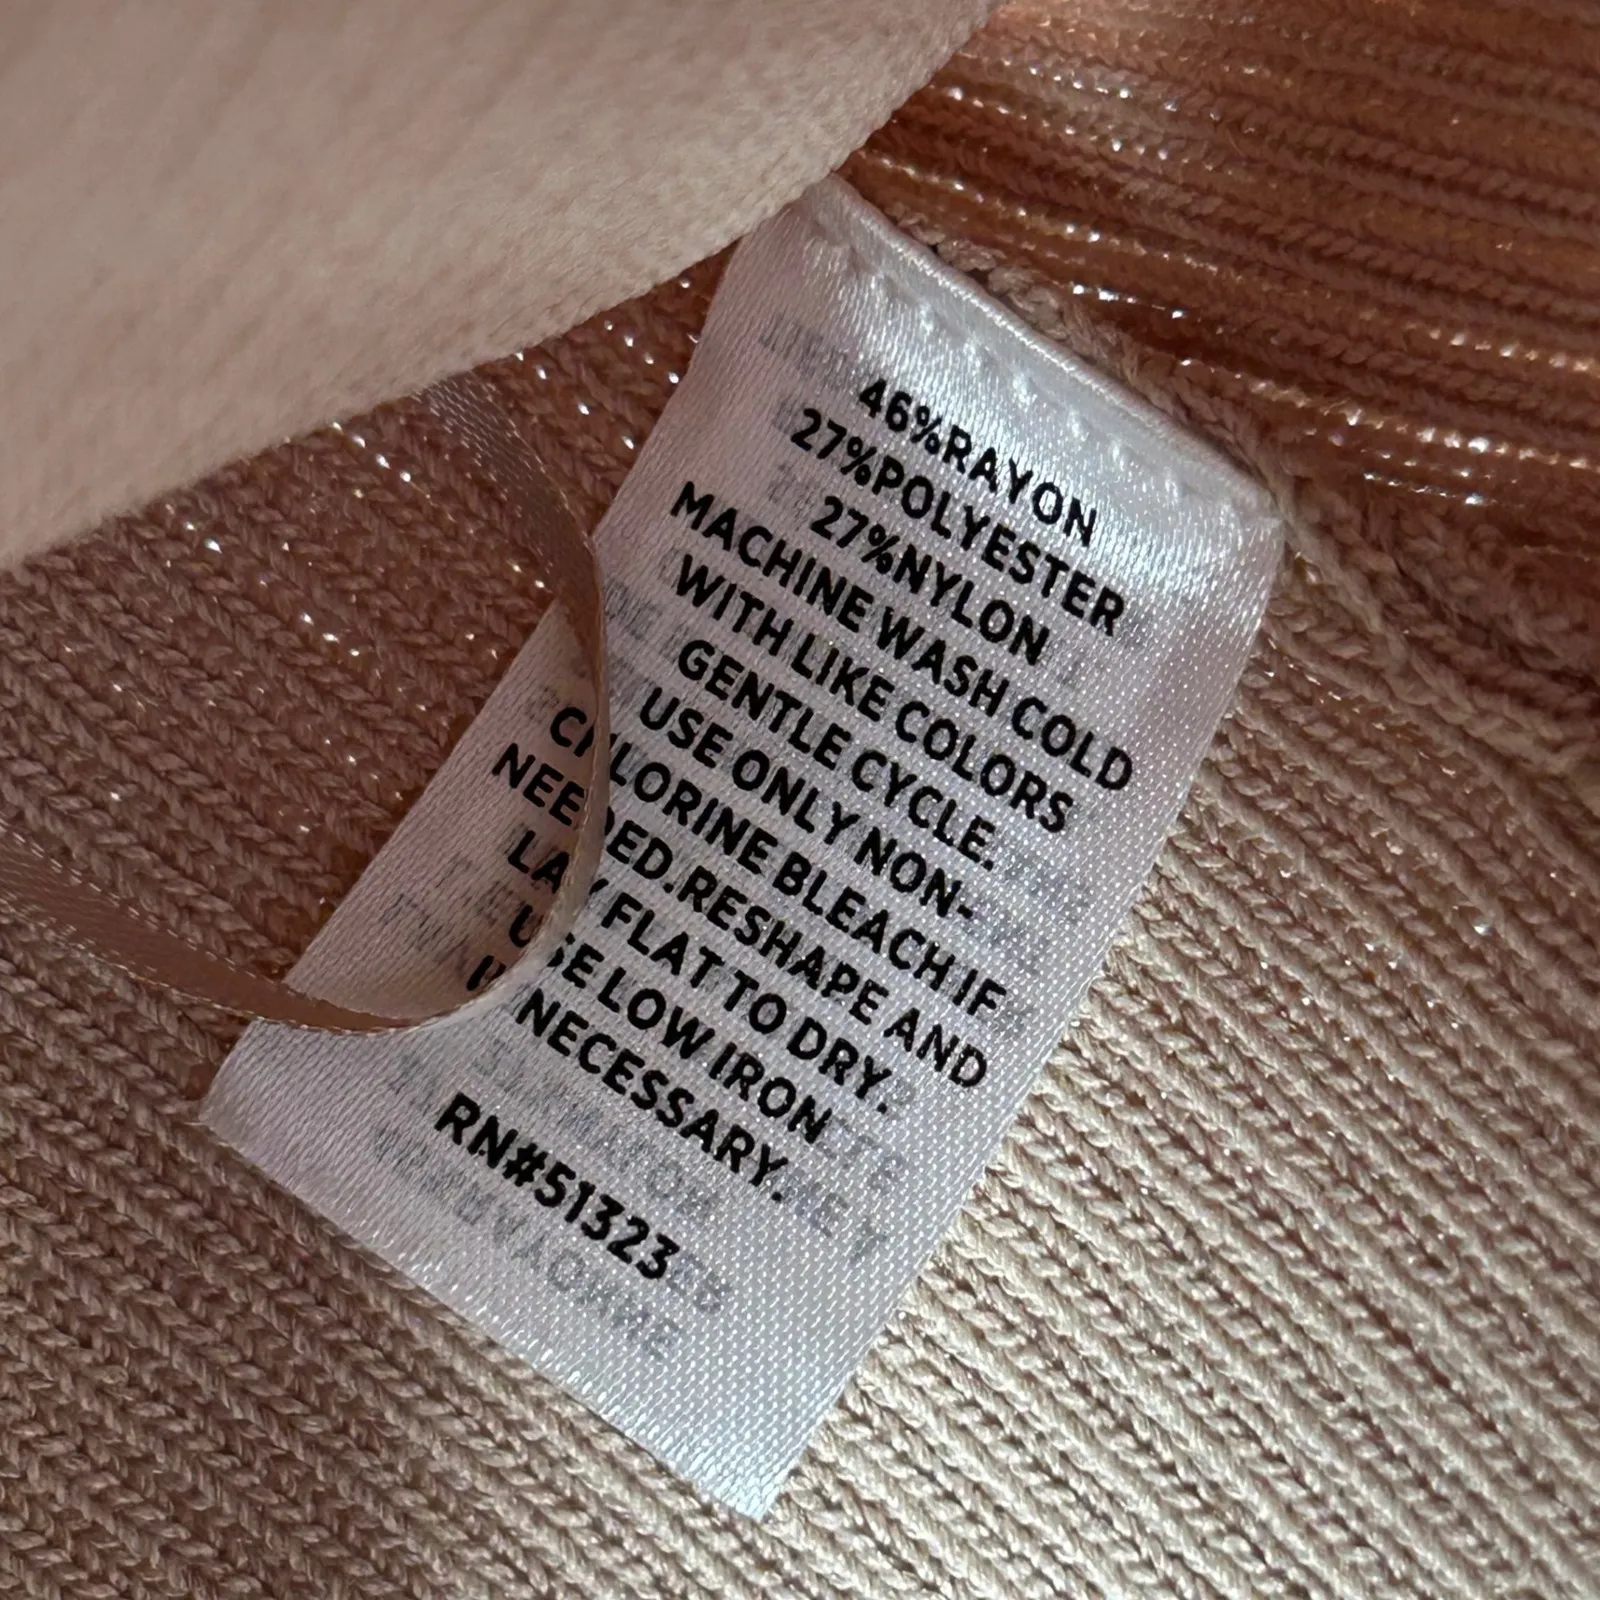 46%RAYON
27%POLYESTER
27%NYLON
MACHINE WASH COLD
WITH LIKE COLORS
GENTLE CYCLE.
USE ONLY NON-
CHLORINE BLEACH IF
NEEDED.RESHAPE AND
LAY FLAT TO DRY.
USE LOW IRON
IF NECESSARY.
RN#51323